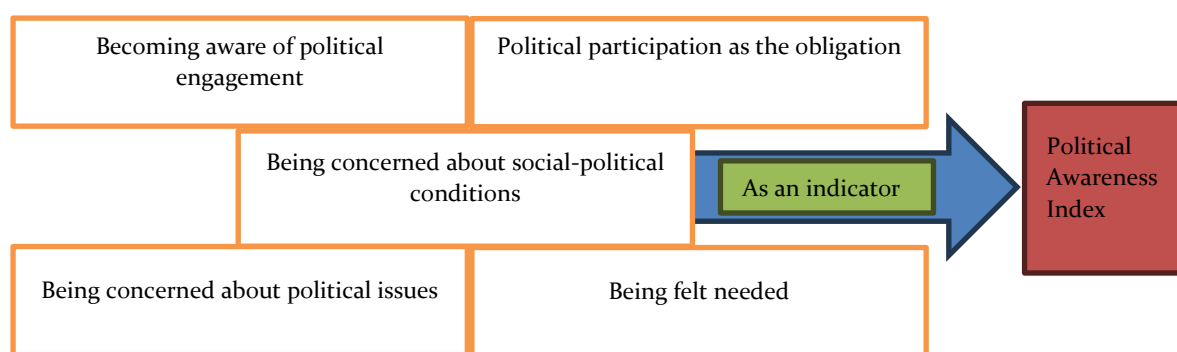 Becoming aware of political
engagement
Political participation as the obligation
Being concerned about social-political
conditions
As an indicator
Political
Awareness
Index
Being concerned about political issues
Being felt needed